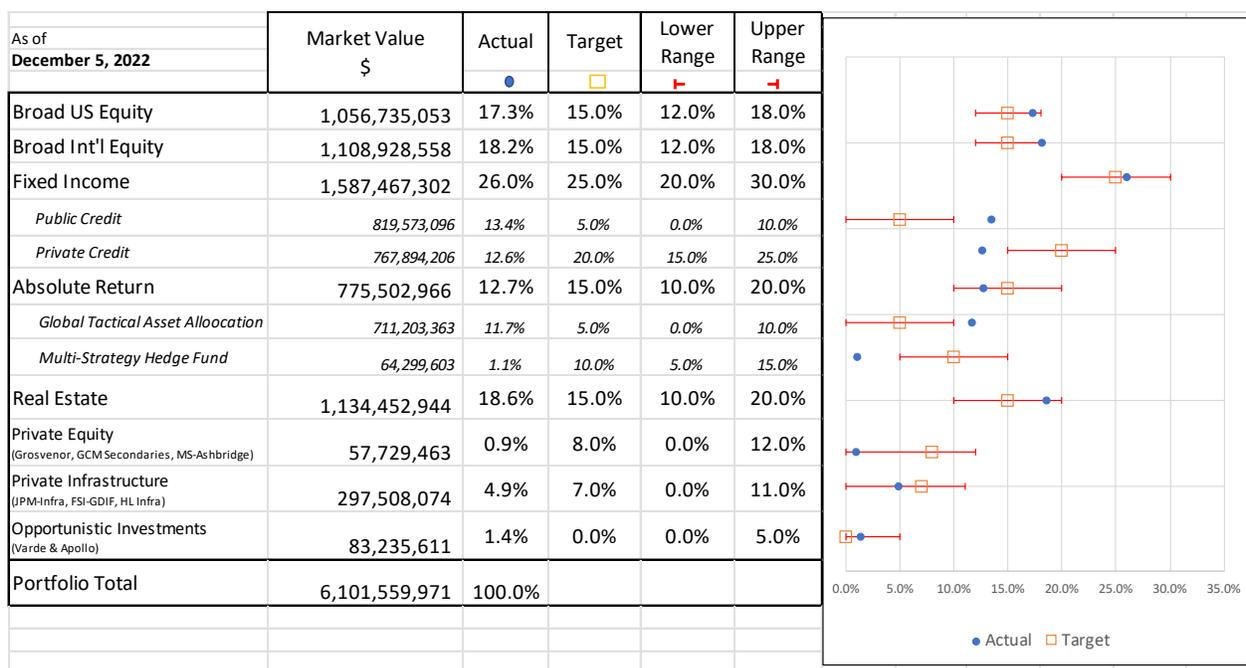 As of
December 5, 2022
Market Value
$
Actual
Target
Lower
Range
Upper
Range
Broad US Equity 1,056,735,053 17.3% 15.0% 12.0% 18.0%
Broad Int'l Equity 1,108,928,558 18.2% 15.0% 12.0% 18.0%
Fixed Income 1,587,467,302 26.0% 25.0% 20.0% 30.0%
Public Credit 819,573,096 13.4% 5.0% 0.0% 10.0%
Private Credit 767,894,206 12.6% 20.0% 15.0% 25.0%
Absolute Return 775,502,966 12.7% 15.0% 10.0% 20.0%
Global Tactical Asset Alloocation 711,203,363 11.7% 5.0% 0.0% 10.0%
Multi-Strategy Hedge Fund 64,299,603 1.1% 10.0% 5.0% 15.0%
Real Estate 1,134,452,944 18.6% 15.0% 10.0% 20.0%
Private Equity
(Grosvenor, GCM Secondaries, MS-Ashbridge) 57,729,463 0.9% 8.0% 0.0% 12.0%
Private Infrastructure
(JPM-Infra, FSI-GDIF, HL Infra) 297,508,074 4.9% 7.0% 0.0% 11.0%
Opportunistic Investments
(Varde & Apollo) 83,235,611 1.4% 0.0% 0.0% 5.0%
Portfolio Total 6,101,559,971 100.0%
0.0% 5.0% 10.0% 15.0% 20.0% 25.0% 30.0% 35.0%
Actual Target